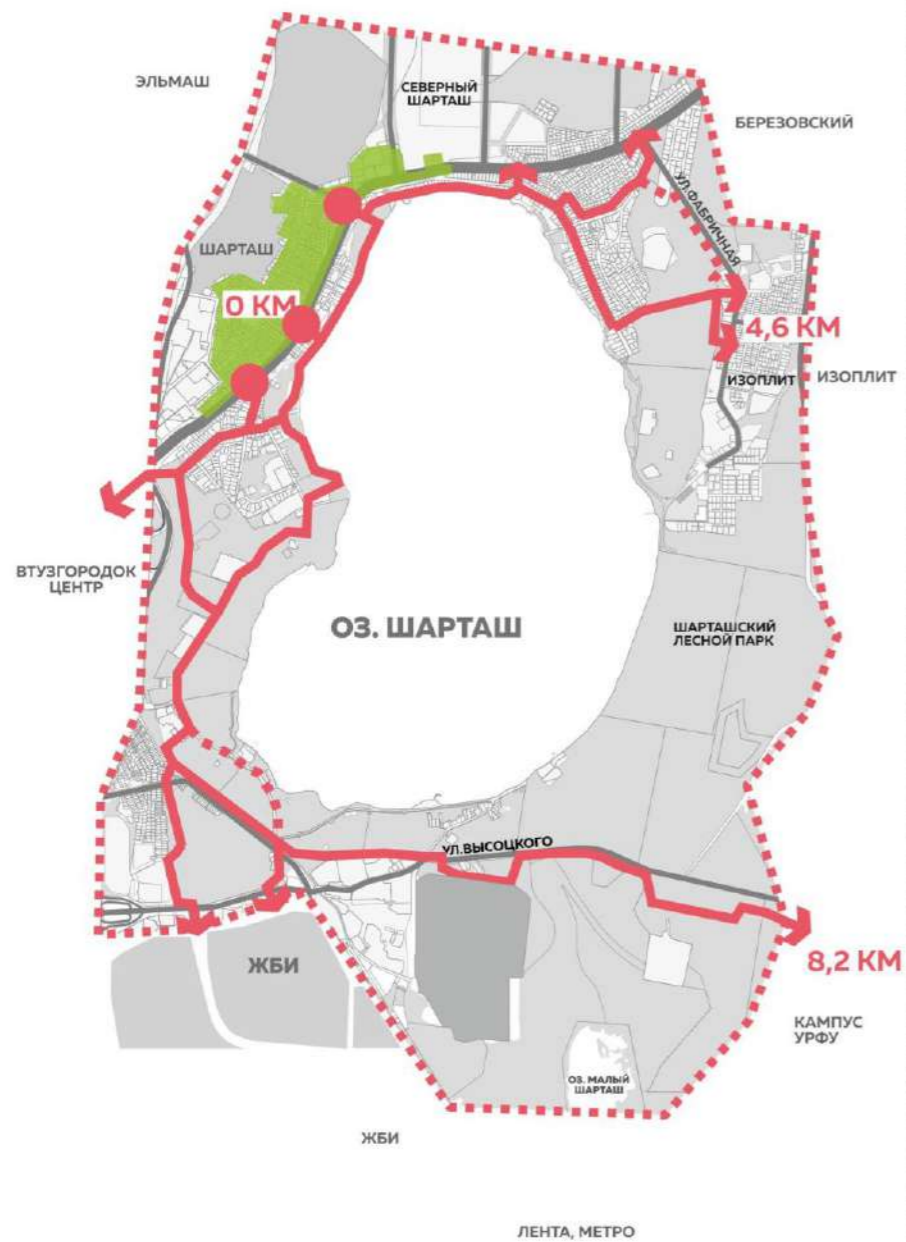 ЭЛЬМАШ
СЕВЕРНЫЙ
ШАРТАШ
БЕРЕЗОВСКИЙ
УЛ.ФАБРИЧНАЯ
ШАРТАШ
0 КМ
4,6 КМ
ИЗОПЛИТ
ИЗОПЛИТ
ВТУЗГОРОДОК
ЦЕНТР
ОЗ. ШАРТАШ
ШАРТАШСКИЙ
ЛЕСНОЙ ПАРК
УЛ.ВЫСОЦКОГО
ЖБИ
8,2 КМ
КАМПУС
УРФУ
ОЗ. МАЛЫЙ
ШАРТАШ
ЖБИ
ЛЕНТА, МЕТРО